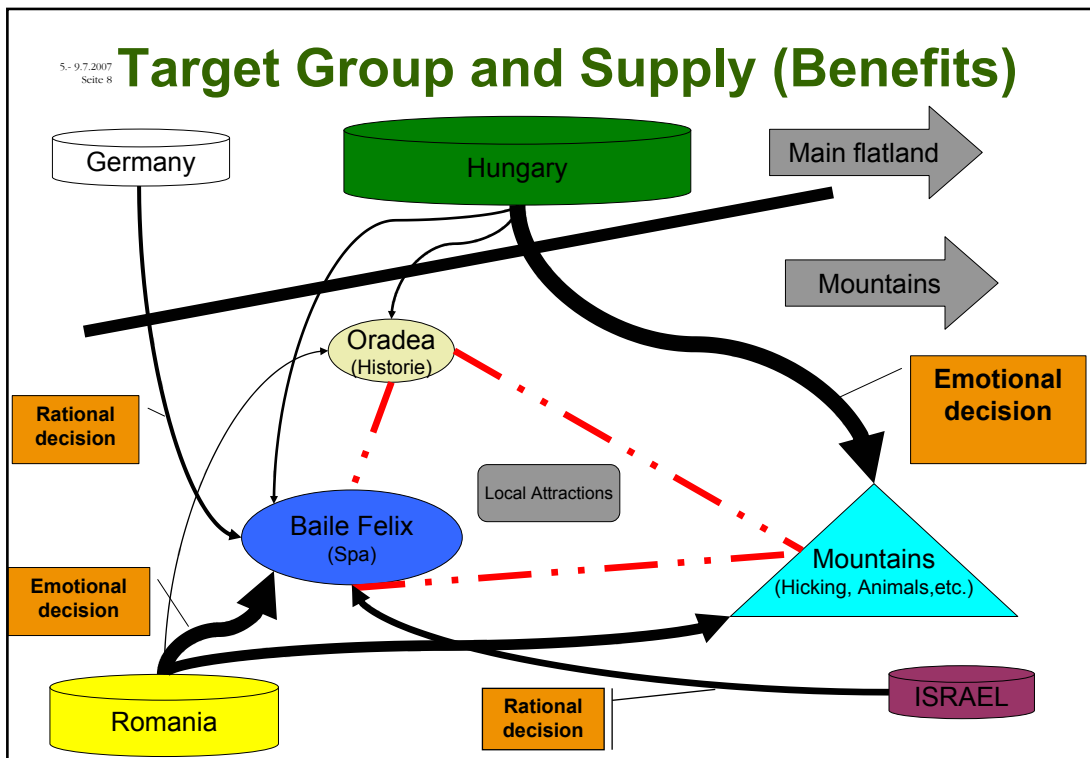 5.- 9.7.2007
Seite 8
Target Group and Supply (Benefits)
Germany
Hungary
Main flatland
Mountains
Oradea
(Historie)
Emotional
decision
Rational
decision
Local Attractions
Baile Felix
(Spa)
Mountains
(Hicking, Animals,etc.)
Emotional
decision
Romania
Rational
decision
ISRAEL